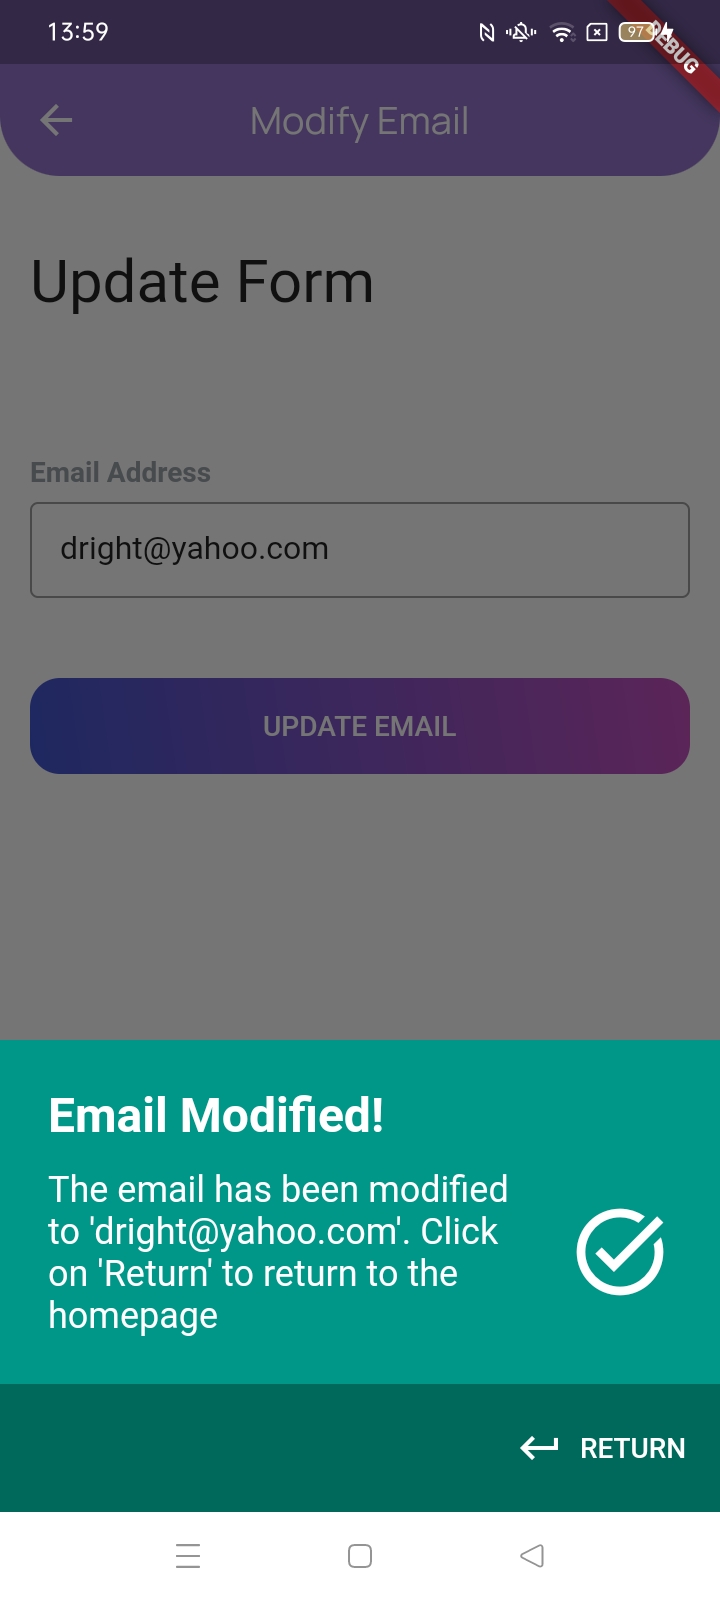 13:59
97
DEBUG
Modify Email
Update Form
Email Address
dright@yahoo.com
UPDATE EMAIL
Email Modified!
The email has been modified
to 'dright@yahoo.com'. Click
on 'Return' to return to the
homepage
RETURN